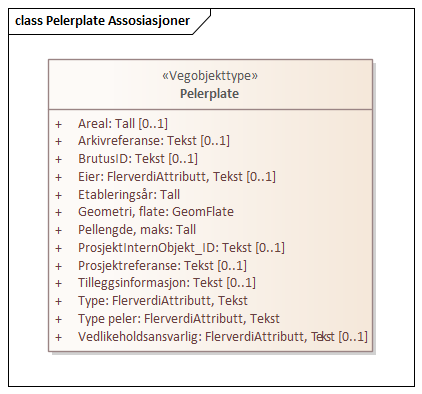 class Pelerplate Assosiasjoner
«Vegobjekttype»
Pelerplate
+ Areal: Tall [0..1]
+ Arkivreferanse: Tekst [0..1]
+ BrutusID: Tekst [0..1]
+ Eier: FlerverdiAttributt, Tekst [0..1]
+ Etableringsår: Tall
+ Geometri, flate: GeomFlate
+ Pellengde, maks: Tall
+ ProsjektInternObjekt_ID: Tekst [0..1]
+ Prosjektreferanse: Tekst [0..1]
+ Tilleggsinformasjon: Tekst [0..1]
+ Type: FlerverdiAttributt, Tekst
+ Type peler: FlerverdiAttributt, Tekst
+ Vedlikeholdsansvarlig: FlerverdiAttributt, Tekst [0..1]